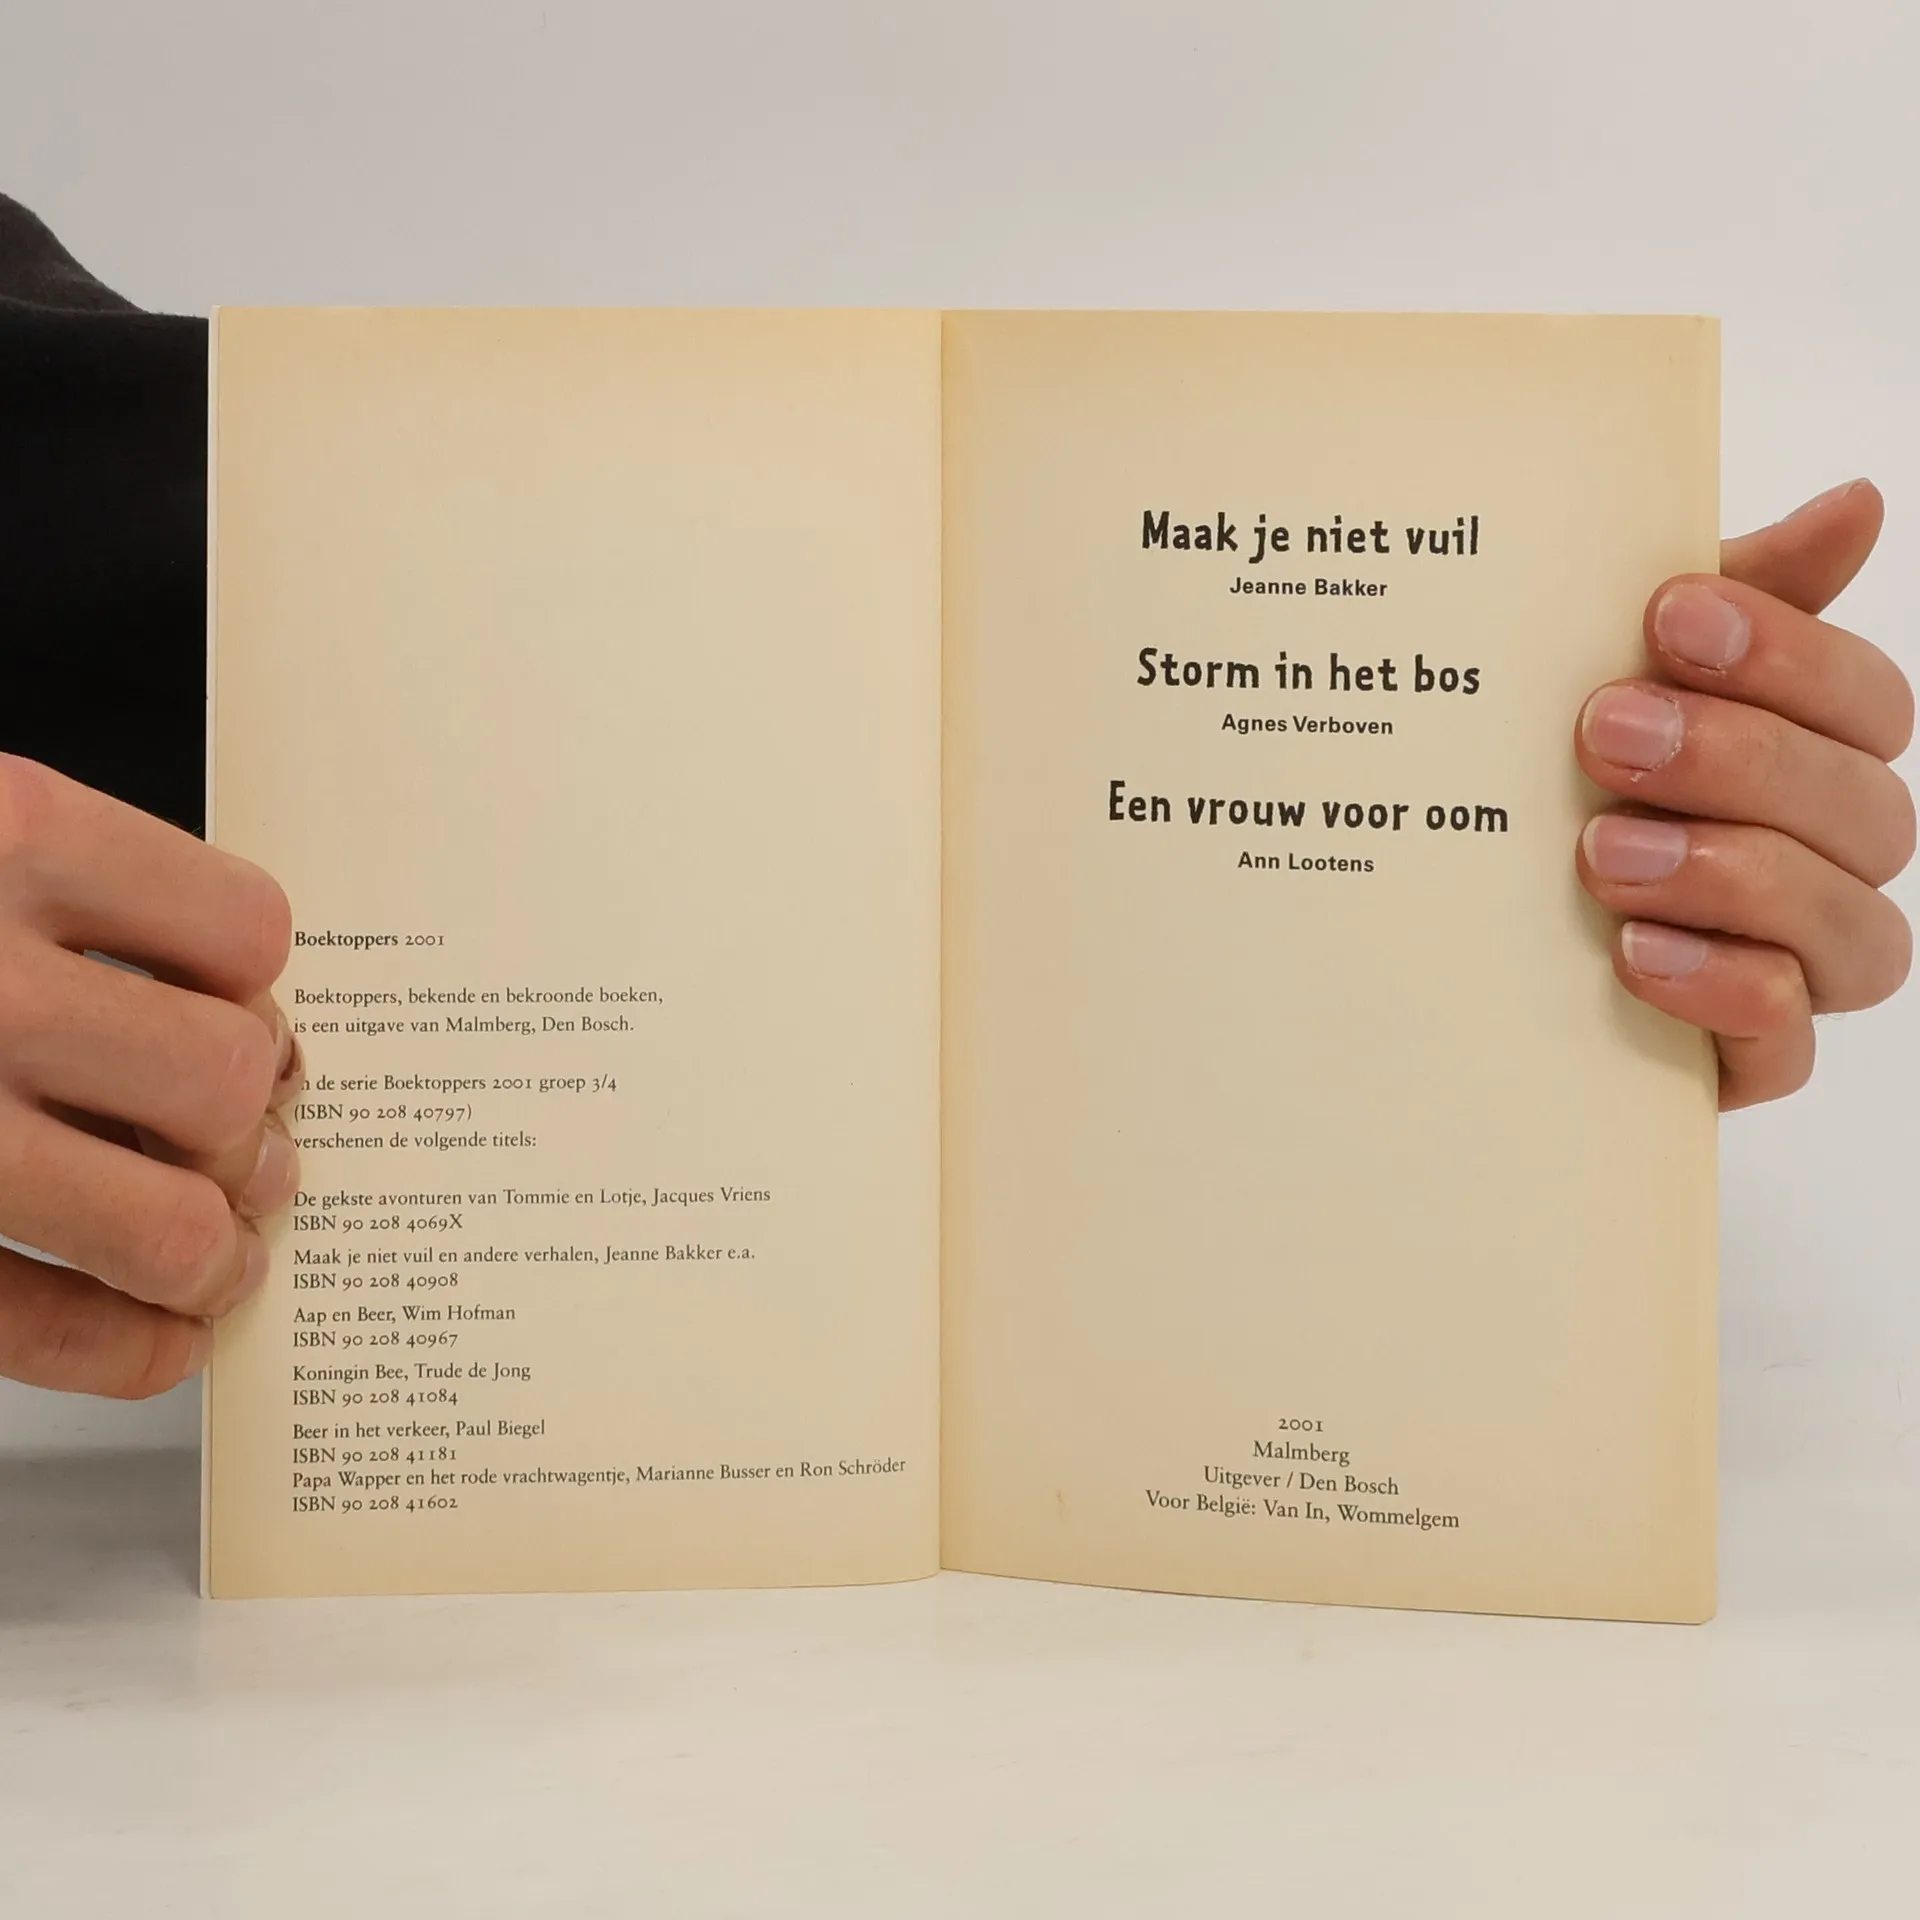 Boektoppers 2001
Boektoppers, bekende en bekroonde boeken,
is een uitgave van Malmberg, Den Bosch.
de serie Boektoppers 2001 groep 3/4
(ISBN 90 208 40797)
verschenen de volgende titels:
De gekste avonturen van Tommie en Lotje, Jacques Vriens
ISBN 90 208 4069X
Maak je niet vuil en andere verhalen, Jeanne Bakker e.a.
ISBN 90 208 40908
Aap en Beer, Wim Hofman
ISBN 90 208 40967
Koningin Bee, Trude de Jong
ISBN 90 208 41084
Beer in het verkeer, Paul Biegel
ISBN 90 208 41181
Papa Wapper en het rode vrachtwagentje, Marianne Busser en Ron Schröder
ISBN 90 208 41602
Maak je niet vuil
Jeanne Bakker
Storm in het bos
Agnes Verboven
Een vrouw voor oom
Ann Lootens
2001
Malmberg
Uitgever / Den Bosch
Voor België: Van In, Wommelgem